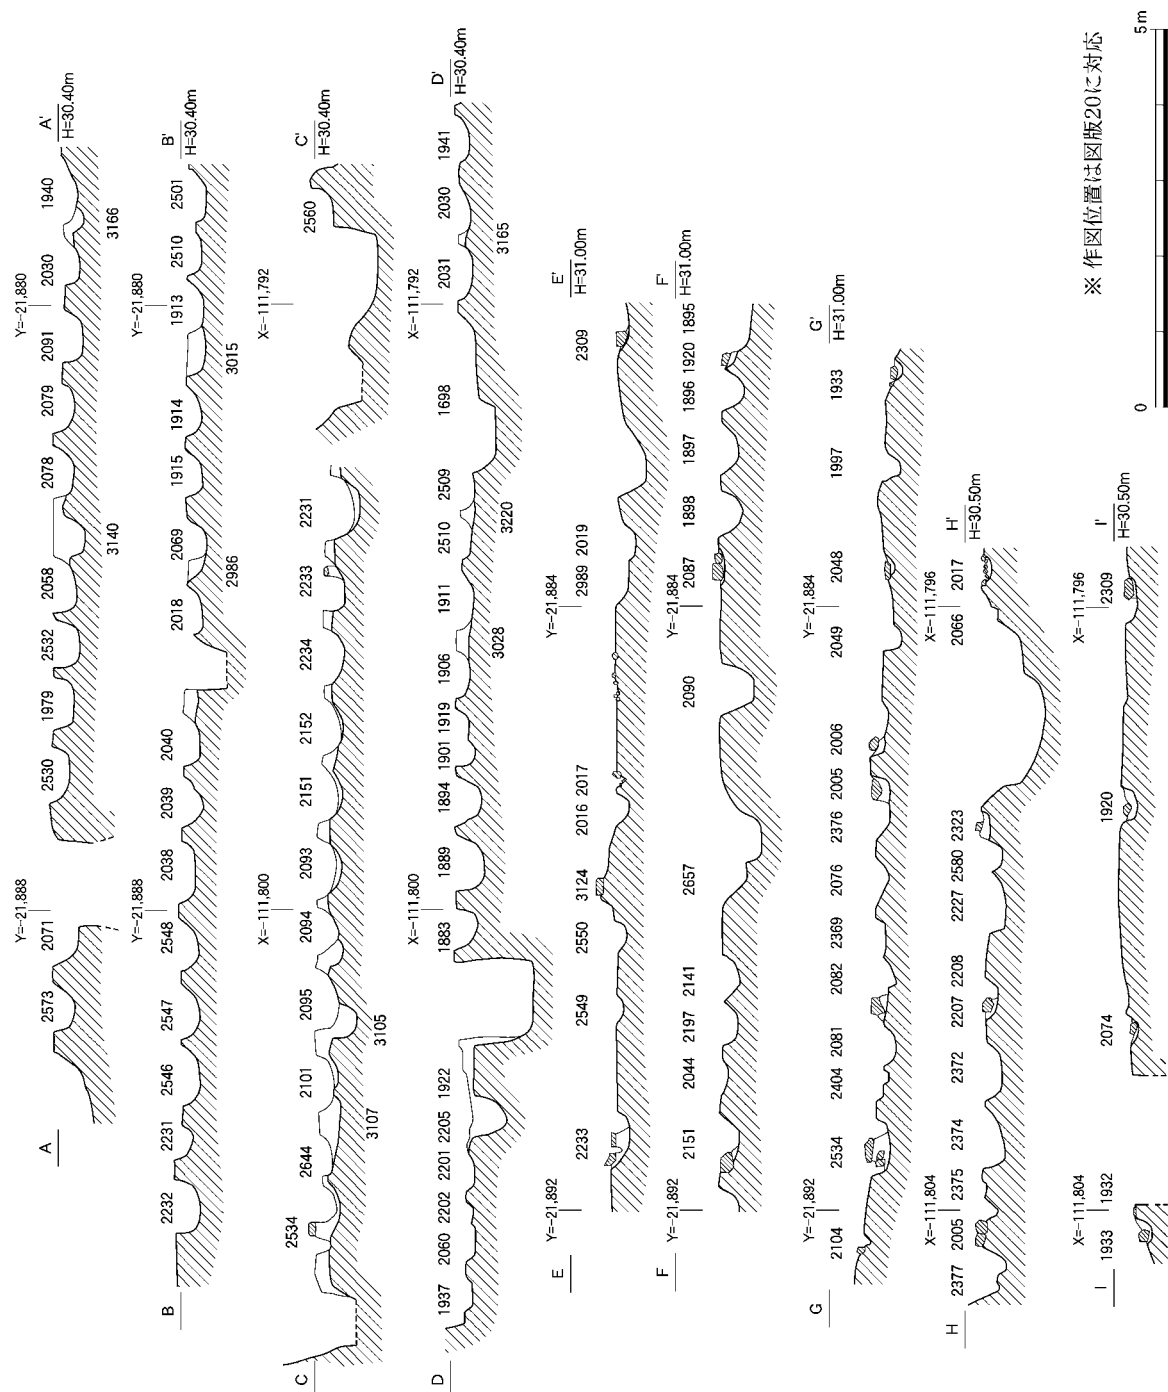 A
A'
H=30.40m
Y=-21,888
Y=-21,880
2573 2071 2530 1979 2532 2058 2078 2079 2091 2030 1940
3140 3166
B
B'
H=30.40m
Y=-21,888
Y=-21,880
2232 2231 2546 2547 2548 2038 2039 2040 2018 2069 1915 1914 1913 2510 2501
2986 3015
C
C'
H=30.40m
X=-111,800
X=-111,792
2534 2644 2101 2095 2094 2093 2151 2152 2234 2233 2231 2560
3107 3105
D
D'
H=30.40m
X=-111,800
X=-111,792
1937 2060 2202 2201 2205 1922 1883 1889 1894 1901 1919 1906 1911 2510 2509 1698 2031 2030 1941
3028 3220 3165
E
E'
H=31.00m
Y=-21,892
Y=-21,884
2233 2549 2550 3124 2016 2017 2989 2019 2309
F
F'
H=31.00m
Y=-21,892
Y=-21,884
2151 2044 2197 2141 2657 2090 2087 1898 1897 1896 1920 1895
G
G'
H=31.00m
Y=-21,892
Y=-21,884
2104 2534 2404 2081 2082 2369 2076 2376 2005 2006 2049 2048 1997 1933
H
H'
H=30.50m
X=-111,804
X=-111,796
2377 2005 2375 2374 2372 2207 2208 2227 2580 2323 2066 2017
I
I'
H=30.50m
X=-111,804
X=-111,796
1933 1932 2074 1920 2309
※ 作図位置は図版20に対応
0 5m